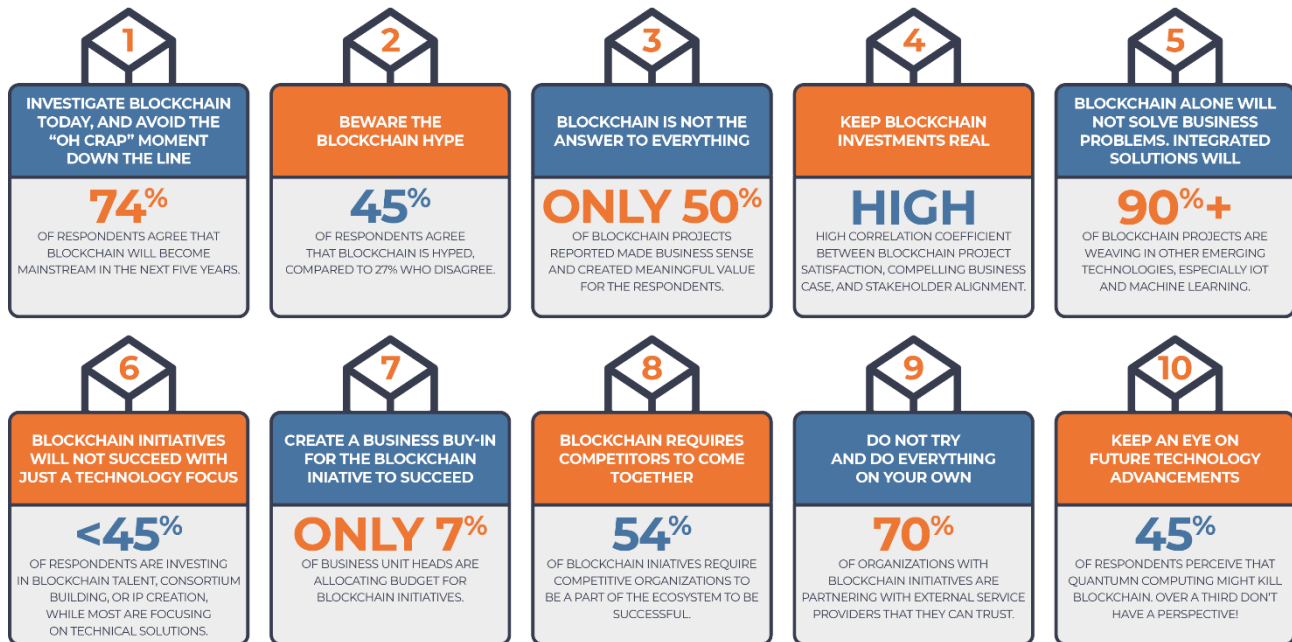 1
INVESTIGATE BLOCKCHAIN
TODAY, AND AVOID THE
“OH CRAP” MOMENT
DOWN THE LINE
74%
OF RESPONDENTS AGREE THAT
BLOCKCHAIN WILL BECOME
MAINSTREAM IN THE NEXT FIVE YEARS.
2
BEWARE THE
BLOCKCHAIN HYPE
45%
OF RESPONDENTS AGREE
THAT BLOCKCHAIN IS HYPED,
COMPARED TO 27% WHO DISAGREE.
3
BLOCKCHAIN IS NOT THE
ANSWER TO EVERYTHING
ONLY 50%
OF BLOCKCHAIN PROJECTS
REPORTED MADE BUSINESS SENSE
AND CREATED MEANINGFUL VALUE
FOR THE RESPONDENTS.
4
KEEP BLOCKCHAIN
INVESTMENTS REAL
HIGH
HIGH CORRELATION COEFFICIENT
BETWEEN BLOCKCHAIN PROJECT
SATISFACTION, COMPELLING BUSINESS
CASE, AND STAKEHOLDER ALIGNMENT.
5
BLOCKCHAIN ALONE WILL
NOT SOLVE BUSINESS
PROBLEMS. INTEGRATED
SOLUTIONS WILL
90%+
OF BLOCKCHAIN PROJECTS ARE
WEAVING IN OTHER EMERGING
TECHNOLOGIES, ESPECIALLY IOT
AND MACHINE LEARNING.
6
BLOCKCHAIN INITIATIVES
WILL NOT SUCCEED WITH
JUST A TECHNOLOGY FOCUS
<45%
OF RESPONDENTS ARE INVESTING
IN BLOCKCHAIN TALENT, CONSORTIUM
BUILDING, OR IP CREATION,
WHILE MOST ARE FOCUSING
ON TECHNICAL SOLUTIONS.
7
CREATE A BUSINESS BUY-IN
FOR THE BLOCKCHAIN
INIATIVE TO SUCCEED
ONLY 7%
OF BUSINESS UNIT HEADS ARE
ALLOCATING BUDGET FOR
BLOCKCHAIN INITIATIVES.
8
BLOCKCHAIN REQUIRES
COMPETITORS TO COME
TOGETHER
54%
OF BLOCKCHAIN INIATIVES REQUIRE
COMPETITIVE ORGANIZATIONS TO
BE A PART OF THE ECOSYSTEM TO BE
SUCCESSFUL.
9
DO NOT TRY
AND DO EVERYTHING
ON YOUR OWN
70%
OF ORGANIZATIONS WITH
BLOCKCHAIN INITIATIVES ARE
PARTNERING WITH EXTERNAL SERVICE
PROVIDERS THAT THEY CAN TRUST.
10
KEEP AN EYE ON
FUTURE TECHNOLOGY
ADVANCEMENTS
45%
OF RESPONDENTS PERCEIVE THAT
QUANTUMN COMPUTING MIGHT KILL
BLOCKCHAIN. OVER A THIRD DON'T
HAVE A PERSPECTIVE!